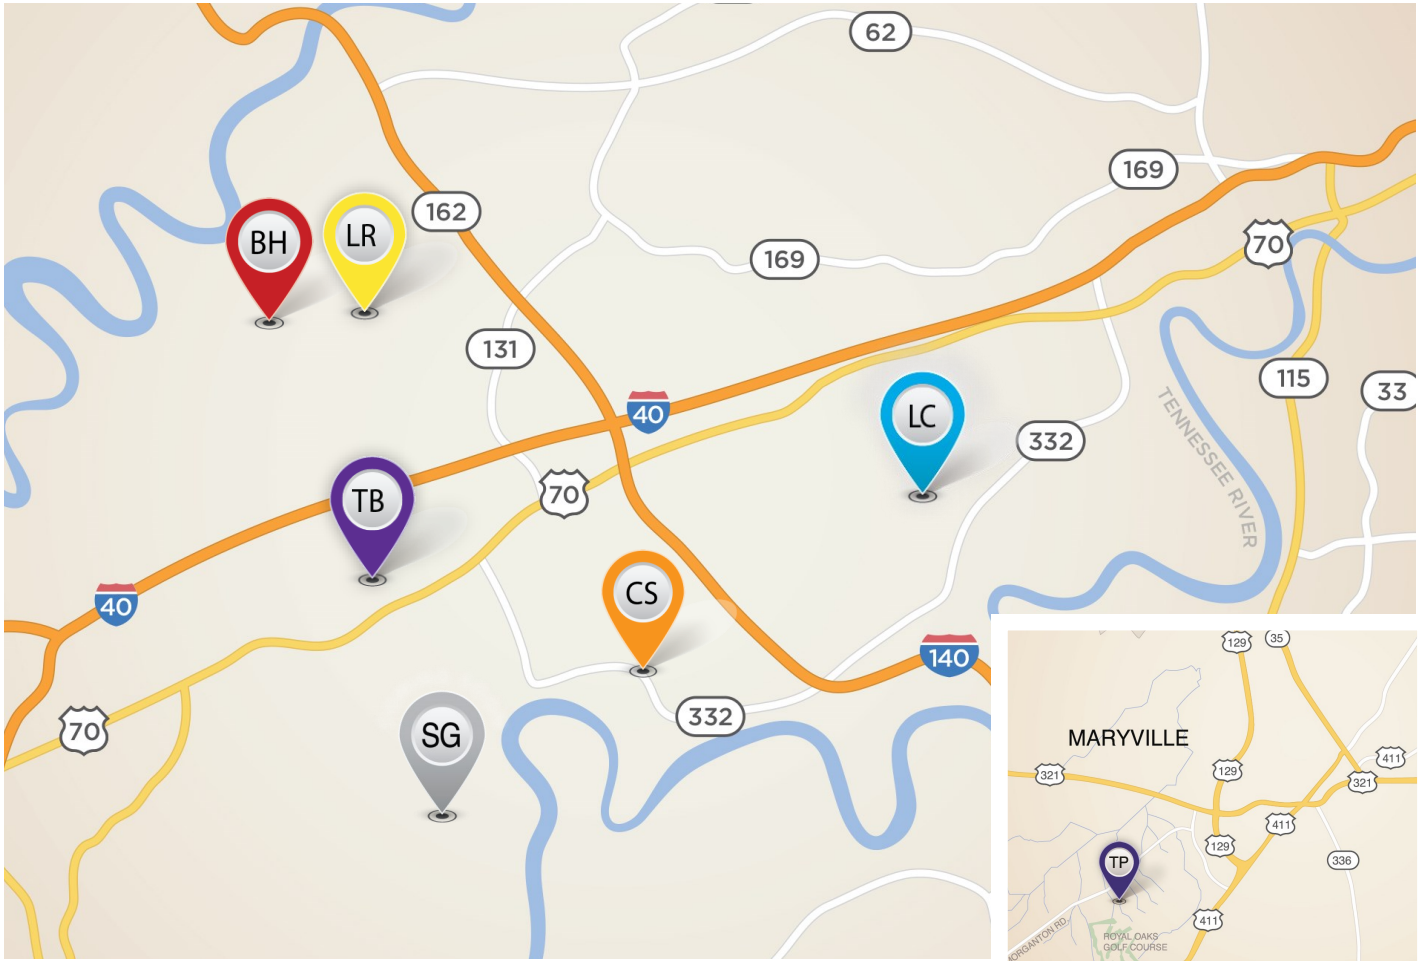 62
169
BH
LR
162
70
169
131
115
33
40
LC
332
TENNESSEE RIVER
TB
70
CS
40
140
332
SG
70
129
35
MARYVILLE
411
321
129
321
411
129
336
TP
411
ROYAL OAKS
GOLF COURSE
MORGANTON RD.